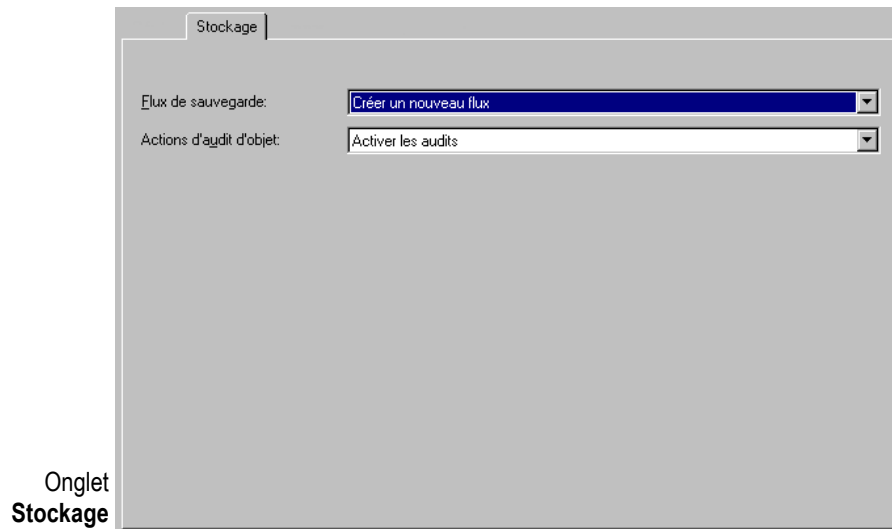 Stockage
Flux de sauvegarde:
Créer un nouveau flux
Actions d'audit d'objet:
Activer les audits
Onglet
Stockage